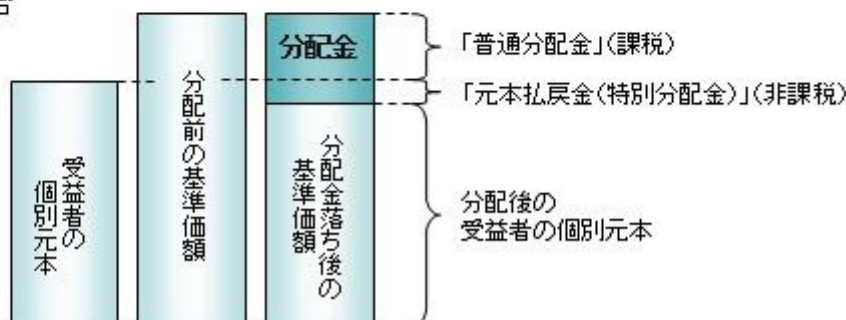 分配金
「普通分配金」(課税)
「元本払戻金(特別分配金)」(非課税)
受益者の
個別元本
分配前の基準価額
分配金落ち後の
基準価額
分配後の
受益者の個別元本